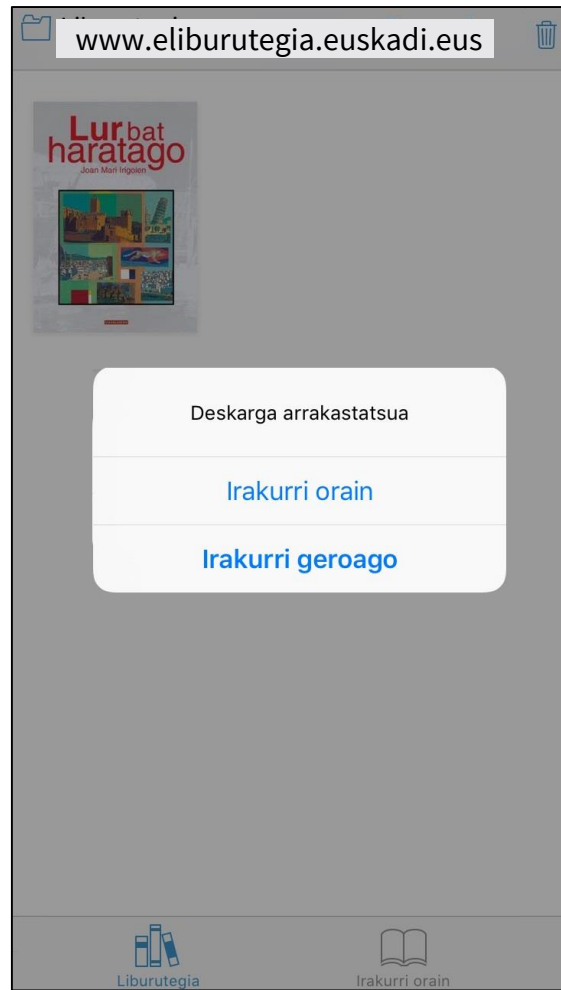 www.eliburutegia.euskadi.eus
Lur bat
haratago
Joan Mari Irigoien
Deskarga arrakastatsua
Irakurri orain
Irakurri geroago
Liburutegia
Irakurri orain